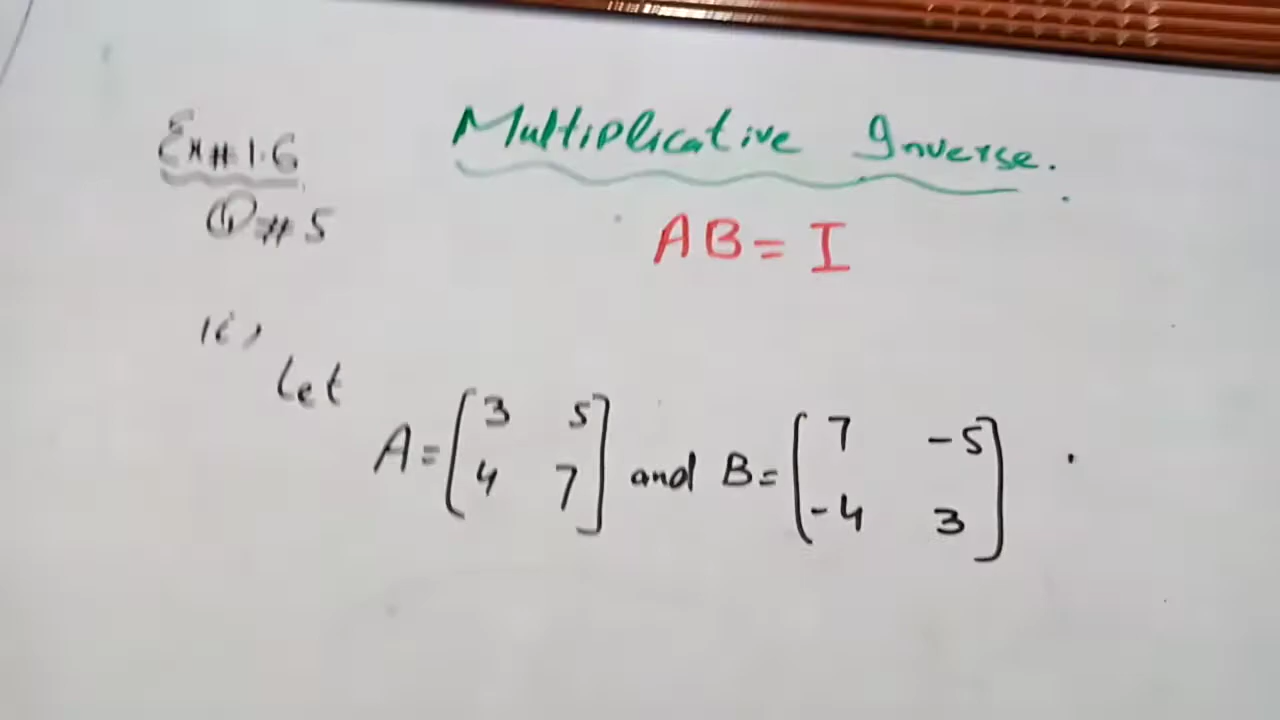 Ex#1.6
Multiplicative Inverse.
Q#5
AB = I
Let
A = [3 5
4 7] and B = [7 -5
-4 3].